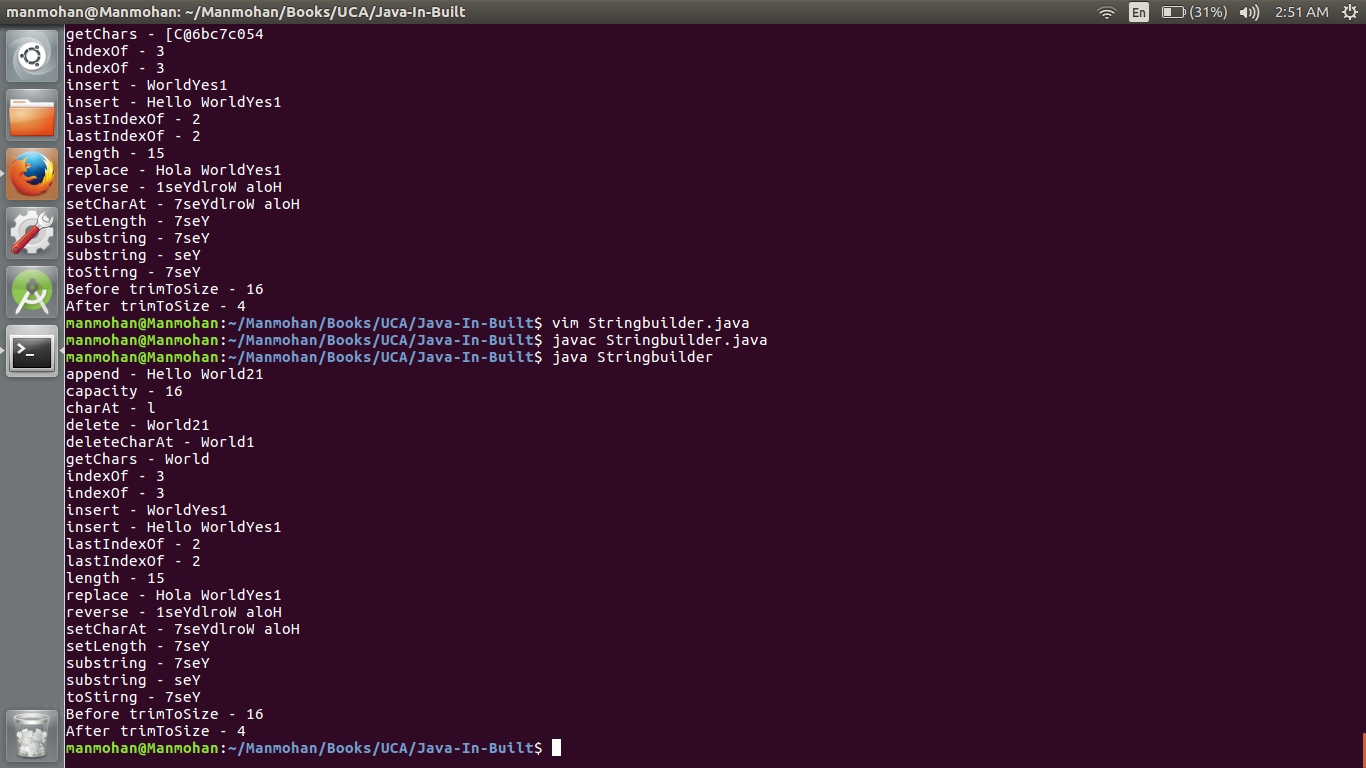 manmohan@Manmohan: ~/Manmohan/Books/UCA/Java-In-Built
En
(31%)
2:51 AM
getChars - [C@6bc7c054
indexOf - 3
indexOf - 3
insert - WorldYes1
insert - Hello WorldYes1
lastIndexOf - 2
lastIndexOf - 2
length - 15
replace - Hola WorldYes1
reverse - 1seYdlroW aloH
setCharAt - 7seYdlroW aloH
setLength - 7seY
substring - 7seY
substring - seY
toStirng - 7seY
Before trimToSize - 16
After trimToSize - 4
manmohan@Manmohan:~/Manmohan/Books/UCA/Java-In-Built$ vim Stringbuilder.java
manmohan@Manmohan:~/Manmohan/Books/UCA/Java-In-Built$ javac Stringbuilder.java
manmohan@Manmohan:~/Manmohan/Books/UCA/Java-In-Built$ java Stringbuilder
append - Hello World21
capacity - 16
charAt - l
delete - World21
deleteCharAt - World1
getChars - World
indexOf - 3
indexOf - 3
insert - WorldYes1
insert - Hello WorldYes1
lastIndexOf - 2
lastIndexOf - 2
length - 15
replace - Hola WorldYes1
reverse - 1seYdlroW aloH
setCharAt - 7seYdlroW aloH
setLength - 7seY
substring - 7seY
substring - seY
toStirng - 7seY
Before trimToSize - 16
After trimToSize - 4
manmohan@Manmohan:~/Manmohan/Books/UCA/Java-In-Built$